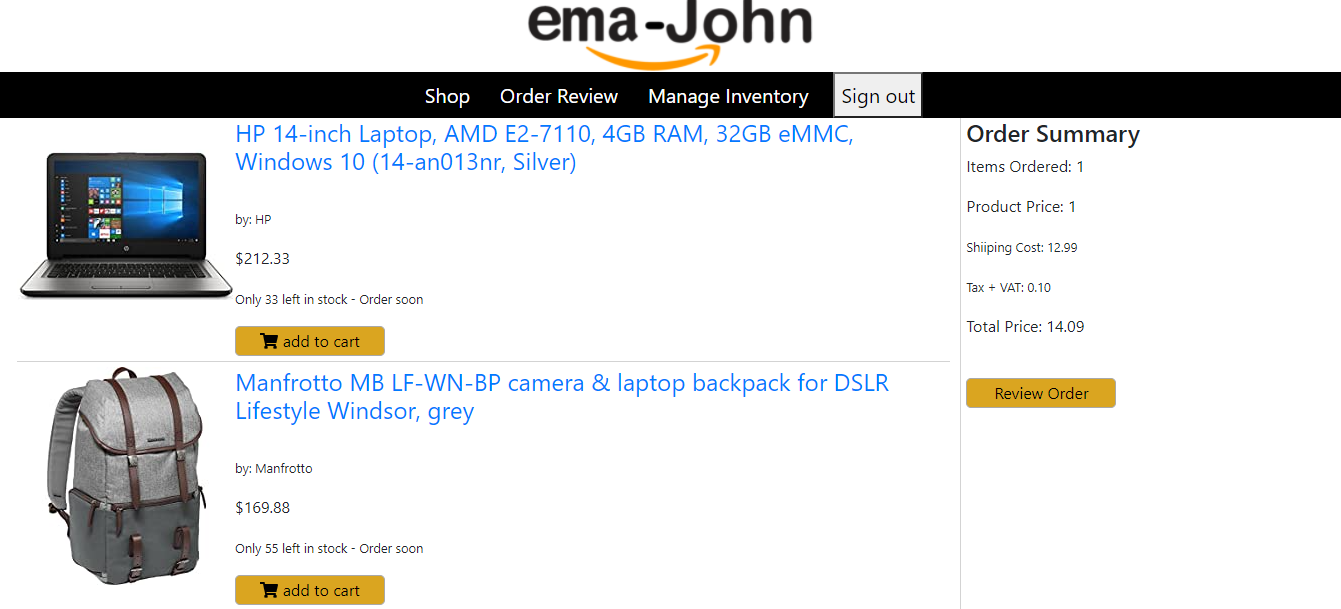 ema-John
Shop Order Review Manage Inventory Sign out
HP 14-inch Laptop, AMD E2-7110, 4GB RAM, 32GB eMMC,
Windows 10 (14-an013nr, Silver)
by: HP
$212.33
Only 33 left in stock - Order soon
add to cart
Manfrotto MB LF-WN-BP camera & laptop backpack for DSLR
Lifestyle Windsor, grey
by: Manfrotto
$169.88
Only 55 left in stock - Order soon
add to cart
Order Summary
Items Ordered: 1
Product Price: 1
Shiiping Cost: 12.99
Tax + VAT: 0.10
Total Price: 14.09
Review Order